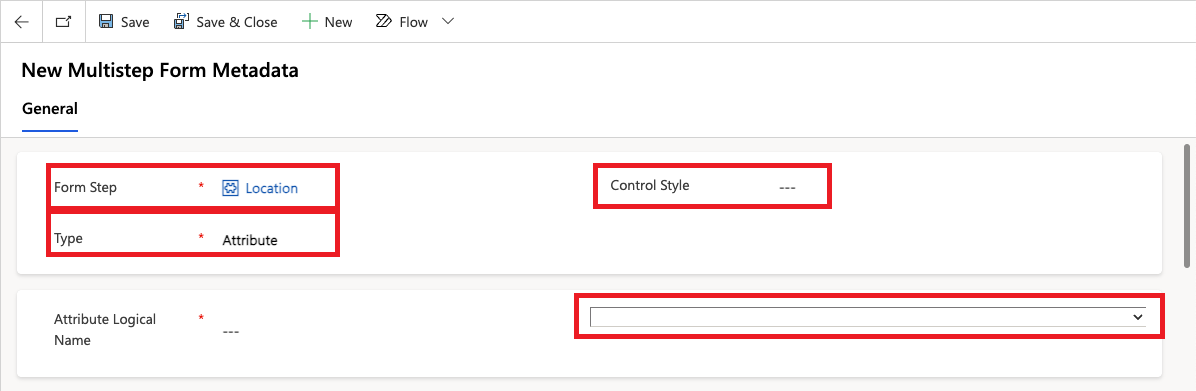 Save Save & Close New Flow
New Multistep Form Metadata
General
Form Step * Location
Control Style ---
Type * Attribute
Attribute Logical * 
Name ---